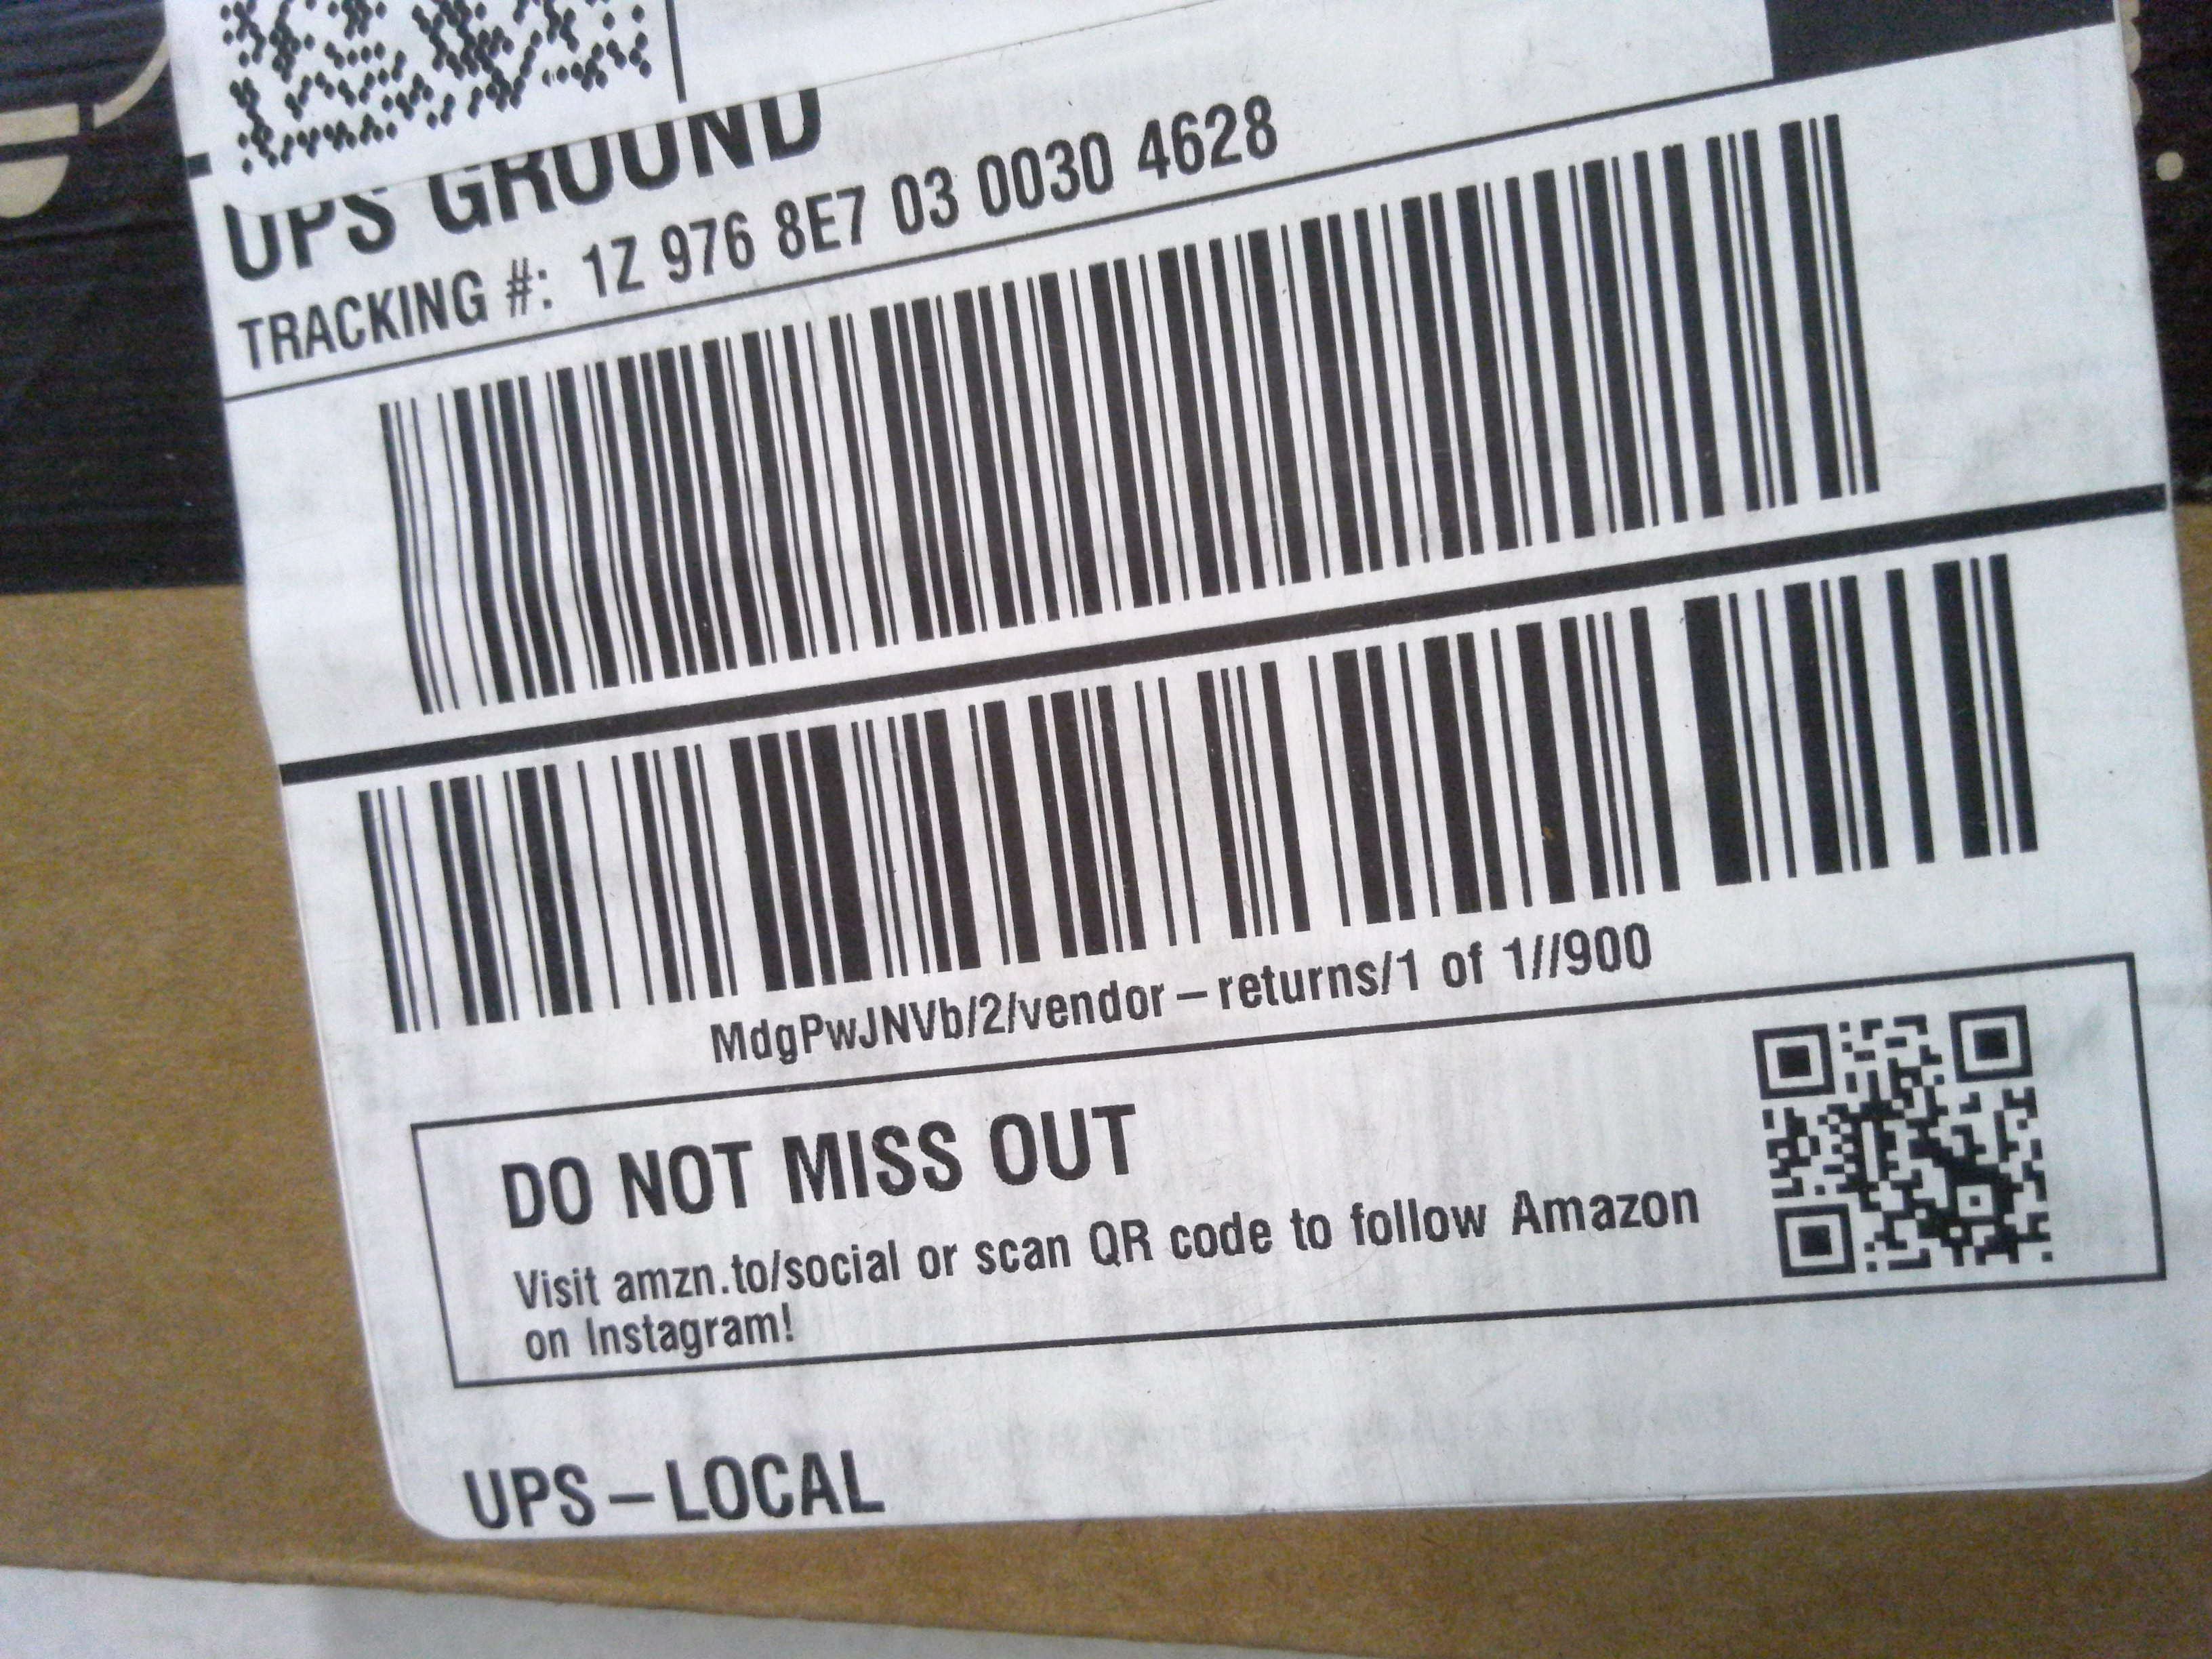 UPS GROUND
TRACKING #: 1Z 976 8E7 03 0030 4628
MdgPwJNVb/2/vendor–returns/1 of 1//900
DO NOT MISS OUT
Visit amzn.to/social or scan QR code to follow Amazon
on Instagram!
UPS–LOCAL